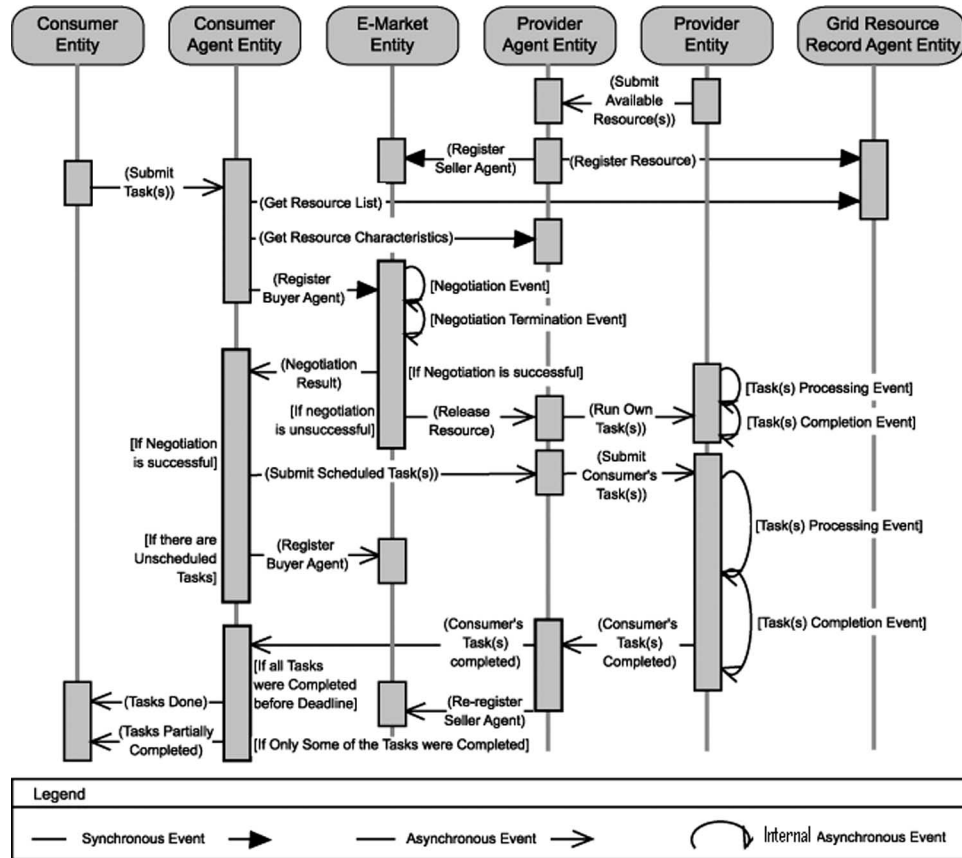 Consumer
Entity
Consumer
Agent Entity
E-Market
Entity
Provider
Agent Entity
Provider
Entity
Grid Resource
Record Agent Entity
(Submit
Available
Resource(s))
(Register
Seller Agent)
(Register Resource)
(Submit
Task(s))
(Get Resource List)
(Get Resource Characteristics)
(Register
Buyer Agent)
[Negotiation Event]
[Negotiation Termination Event]
(Negotiation
Result)
[If Negotiation is successful]
[Task(s) Processing Event]
[If negotiation
is unsuccessful]
(Release
Resource)
(Run Own
Task(s))
[Task(s) Completion Event]
[If Negotiation
is successful]
(Submit Scheduled Task(s))
(Submit
Consumer's
Task(s))
[Task(s) Processing Event]
[If there are
Unscheduled
Tasks]
(Register
Buyer Agent)
(Consumer's
Task(s)
completed)
(Consumer's
Task(s)
Completed)
[Task(s) Completion Event]
[If all Tasks
were Completed
before Deadline]
(Tasks Done)
(Re-register
Seller Agent)
(Tasks Partially
Completed)
[If Only Some of the Tasks were Completed]
Legend
Synchronous Event
Asynchronous Event
Internal Asynchronous Event